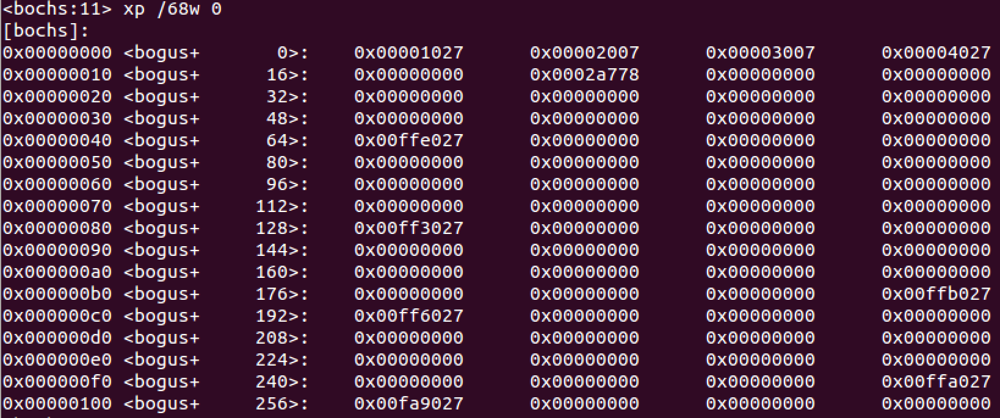 <bochs:11> xp /68w 0
[bochs]:
0x00000000 <bogus+       0>:    0x00001027      0x00002007      0x00003007      0x00004027
0x00000010 <bogus+      16>:    0x00000000      0x0002a778      0x00000000      0x00000000
0x00000020 <bogus+      32>:    0x00000000      0x00000000      0x00000000      0x00000000
0x00000030 <bogus+      48>:    0x00000000      0x00000000      0x00000000      0x00000000
0x00000040 <bogus+      64>:    0x00ffe027      0x00000000      0x00000000      0x00000000
0x00000050 <bogus+      80>:    0x00000000      0x00000000      0x00000000      0x00000000
0x00000060 <bogus+      96>:    0x00000000      0x00000000      0x00000000      0x00000000
0x00000070 <bogus+     112>:    0x00000000      0x00000000      0x00000000      0x00000000
0x00000080 <bogus+     128>:    0x00ff3027      0x00000000      0x00000000      0x00000000
0x00000090 <bogus+     144>:    0x00000000      0x00000000      0x00000000      0x00000000
0x000000a0 <bogus+     160>:    0x00000000      0x00000000      0x00000000      0x00000000
0x000000b0 <bogus+     176>:    0x00000000      0x00000000      0x00000000      0x00ffb027
0x000000c0 <bogus+     192>:    0x00ff6027      0x00000000      0x00000000      0x00000000
0x000000d0 <bogus+     208>:    0x00000000      0x00000000      0x00000000      0x00000000
0x000000e0 <bogus+     224>:    0x00000000      0x00000000      0x00000000      0x00000000
0x000000f0 <bogus+     240>:    0x00000000      0x00000000      0x00000000      0x00ffa027
0x00000100 <bogus+     256>:    0x00fa9027      0x00000000      0x00000000      0x00000000